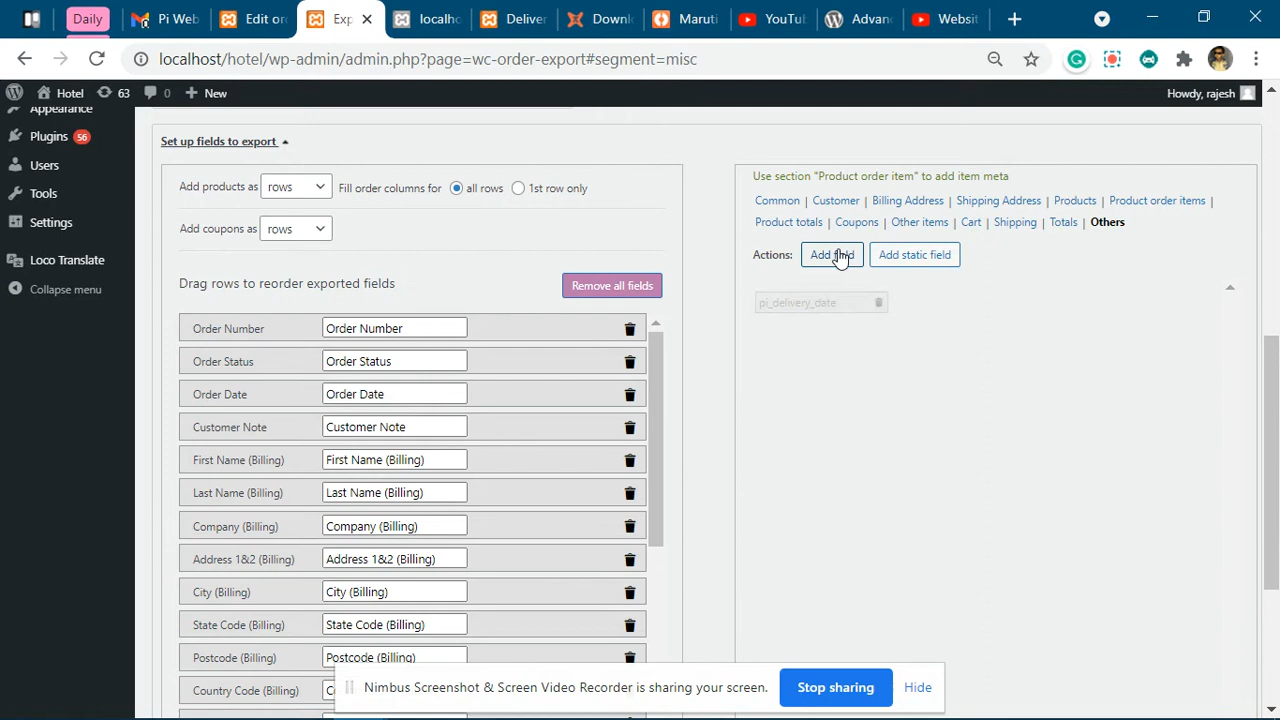 Daily
Pi Web
Edit or
Exp
localho
Deliver
Downl
Maruti
YouTu
Advan
Websit
localhost/hotel/wp-admin/admin.php?page=wc-order-export#segment=misc
Hotel 63 0 New
Howdy, rajesh
Appearance
Plugins 56
Users
Tools
Settings
Loco Translate
Collapse menu
Set up fields to export
Add products as rows Fill order columns for all rows 1st row only
Add coupons as rows
Drag rows to reorder exported fields Remove all fields
Order Number Order Number
Order Status Order Status
Order Date Order Date
Customer Note Customer Note
First Name (Billing) First Name (Billing)
Last Name (Billing) Last Name (Billing)
Company (Billing) Company (Billing)
Address 1&2 (Billing) Address 1&2 (Billing)
City (Billing) City (Billing)
State Code (Billing) State Code (Billing)
Postcode (Billing) Postcode (Billing)
Country Code (Billing)
Use section "Product order item" to add item meta
Common | Customer | Billing Address | Shipping Address | Products | Product order items |
Product totals | Coupons | Other items | Cart | Shipping | Totals | Others
Actions: Add field Add static field
pi_delivery_date
Nimbus Screenshot & Screen Video Recorder is sharing your screen. Stop sharing Hide